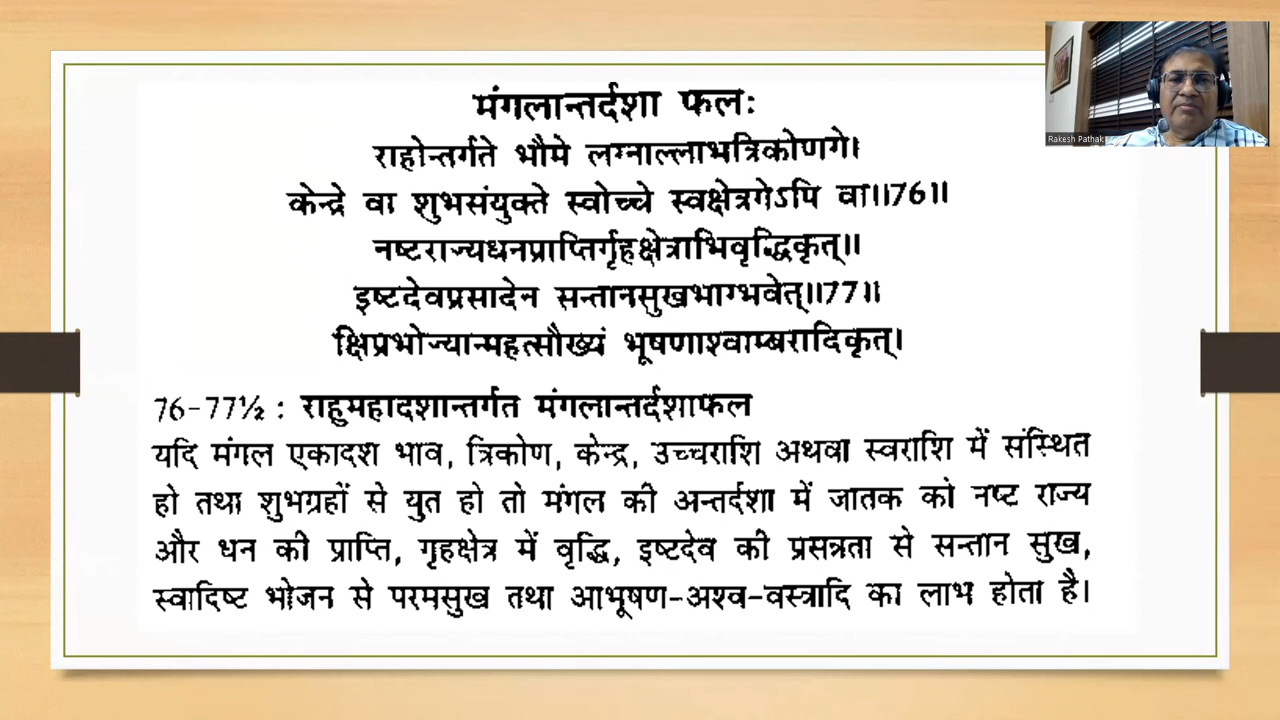 मंगलान्तर्दशा फलः
राहोन्तर्गते भौमे लग्नाल्लाभत्रिकोणगे।
केन्द्रे वा शुभसंयुक्ते स्वोच्चे स्वक्षेत्रगेऽपि वा॥76॥
नष्टराज्यधनप्राप्तिर्गृहक्षेत्राभिवृद्धिकृत्॥
इष्टदेवप्रसादेन सन्तानसुखभाग्भवेत्॥77॥
क्षिप्रभोज्यान्महत्सौख्यं भूषणाश्वाम्बरादिकृत्।
76-77½ : राहुमहादशान्तर्गत मंगलान्तर्दशाफल
यदि मंगल एकादश भाव, त्रिकोण, केन्द्र, उच्चराशि अथवा स्वराशि में संस्थित
हो तथा शुभग्रहों से युत हो तो मंगल की अन्तर्दशा में जातक को नष्ट राज्य
और धन की प्राप्ति, गृहक्षेत्र में वृद्धि, इष्टदेव की प्रसन्नता से सन्तान सुख,
स्वादिष्ट भोजन से परमसुख तथा आभूषण-अश्व-वस्त्रादि का लाभ होता है।
Rakesh Pathak